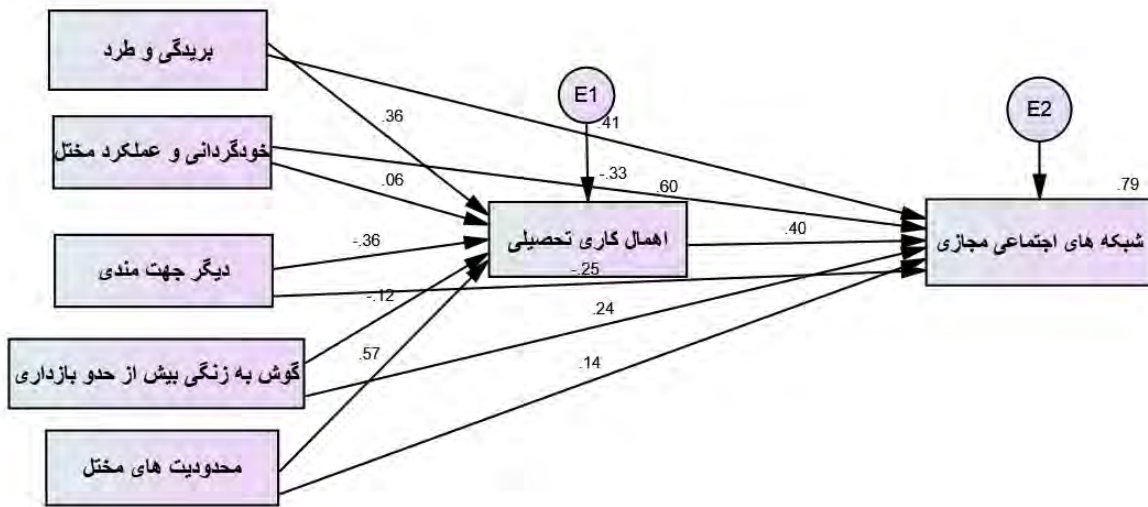 بریدگی و طرد
E1
E2
.36
.41
خودگردانی و عملکرد مختل
-.33
.60
.79
.06
اهمال کاری تحصیلی
.40
شبکه های اجتماعی مجازی
-.36
دیگر جهت مندی
-.25
-.12
.24
گوش به زنگی بیش از حدو بازداری
.57
.14
محدودیت های مختل